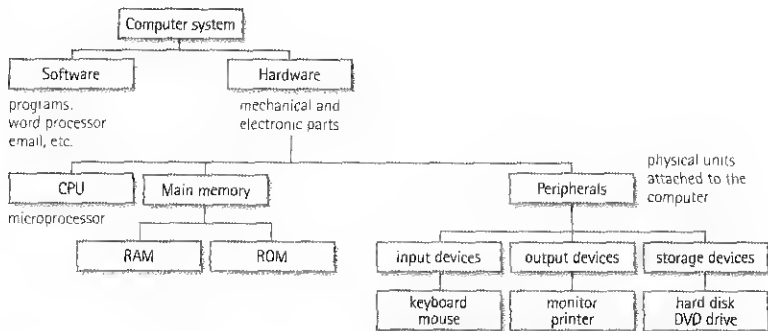 Computer system
Software
Hardware
programs.
word processor
email, etc.
mechanical and
electronic parts
CPU
Main memory
Peripherals
physical units
attached to the
computer
microprocessor
RAM
ROM
input devices
output devices
storage devices
keyboard
mouse
monitor
printer
hard disk
DVD drive